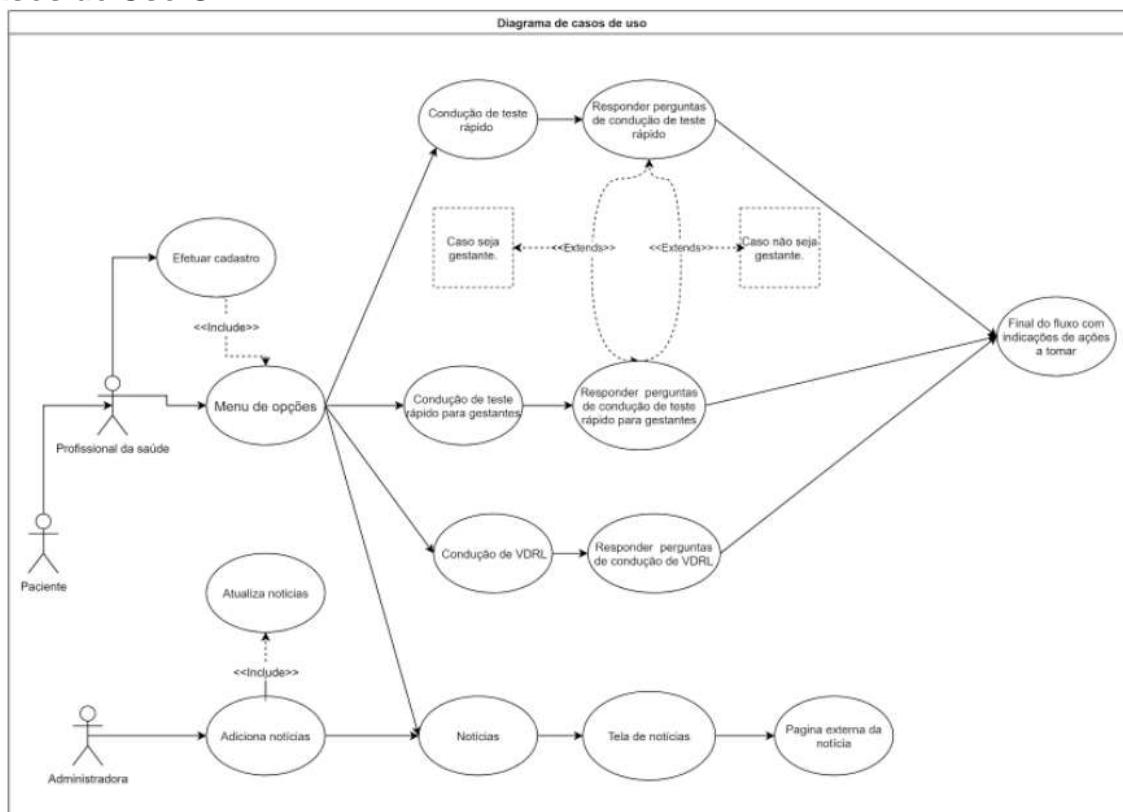 Diagrama de casos de uso
Condução de teste
rápido
Responder perguntas
de condução de teste
rápido
Caso seja
gestante.
<<Extends>>
<<Extends>>
Caso não seja
gestante.
Efetuar cadastro
<<Include>>
Final do fluxo com
indicações de ações
a tomar
Menu de opções
Condução de teste
rápido para gestantes
Responder perguntas
de condução de teste
rápido para gestantes
Profissional da saúde
Condução de VDRL
Responder perguntas
de condução de VDRL
Paciente
Atualiza notícias
<<Include>>
Administradora
Adiciona notícias
Notícias
Tela de notícias
Pagina externa da
notícia